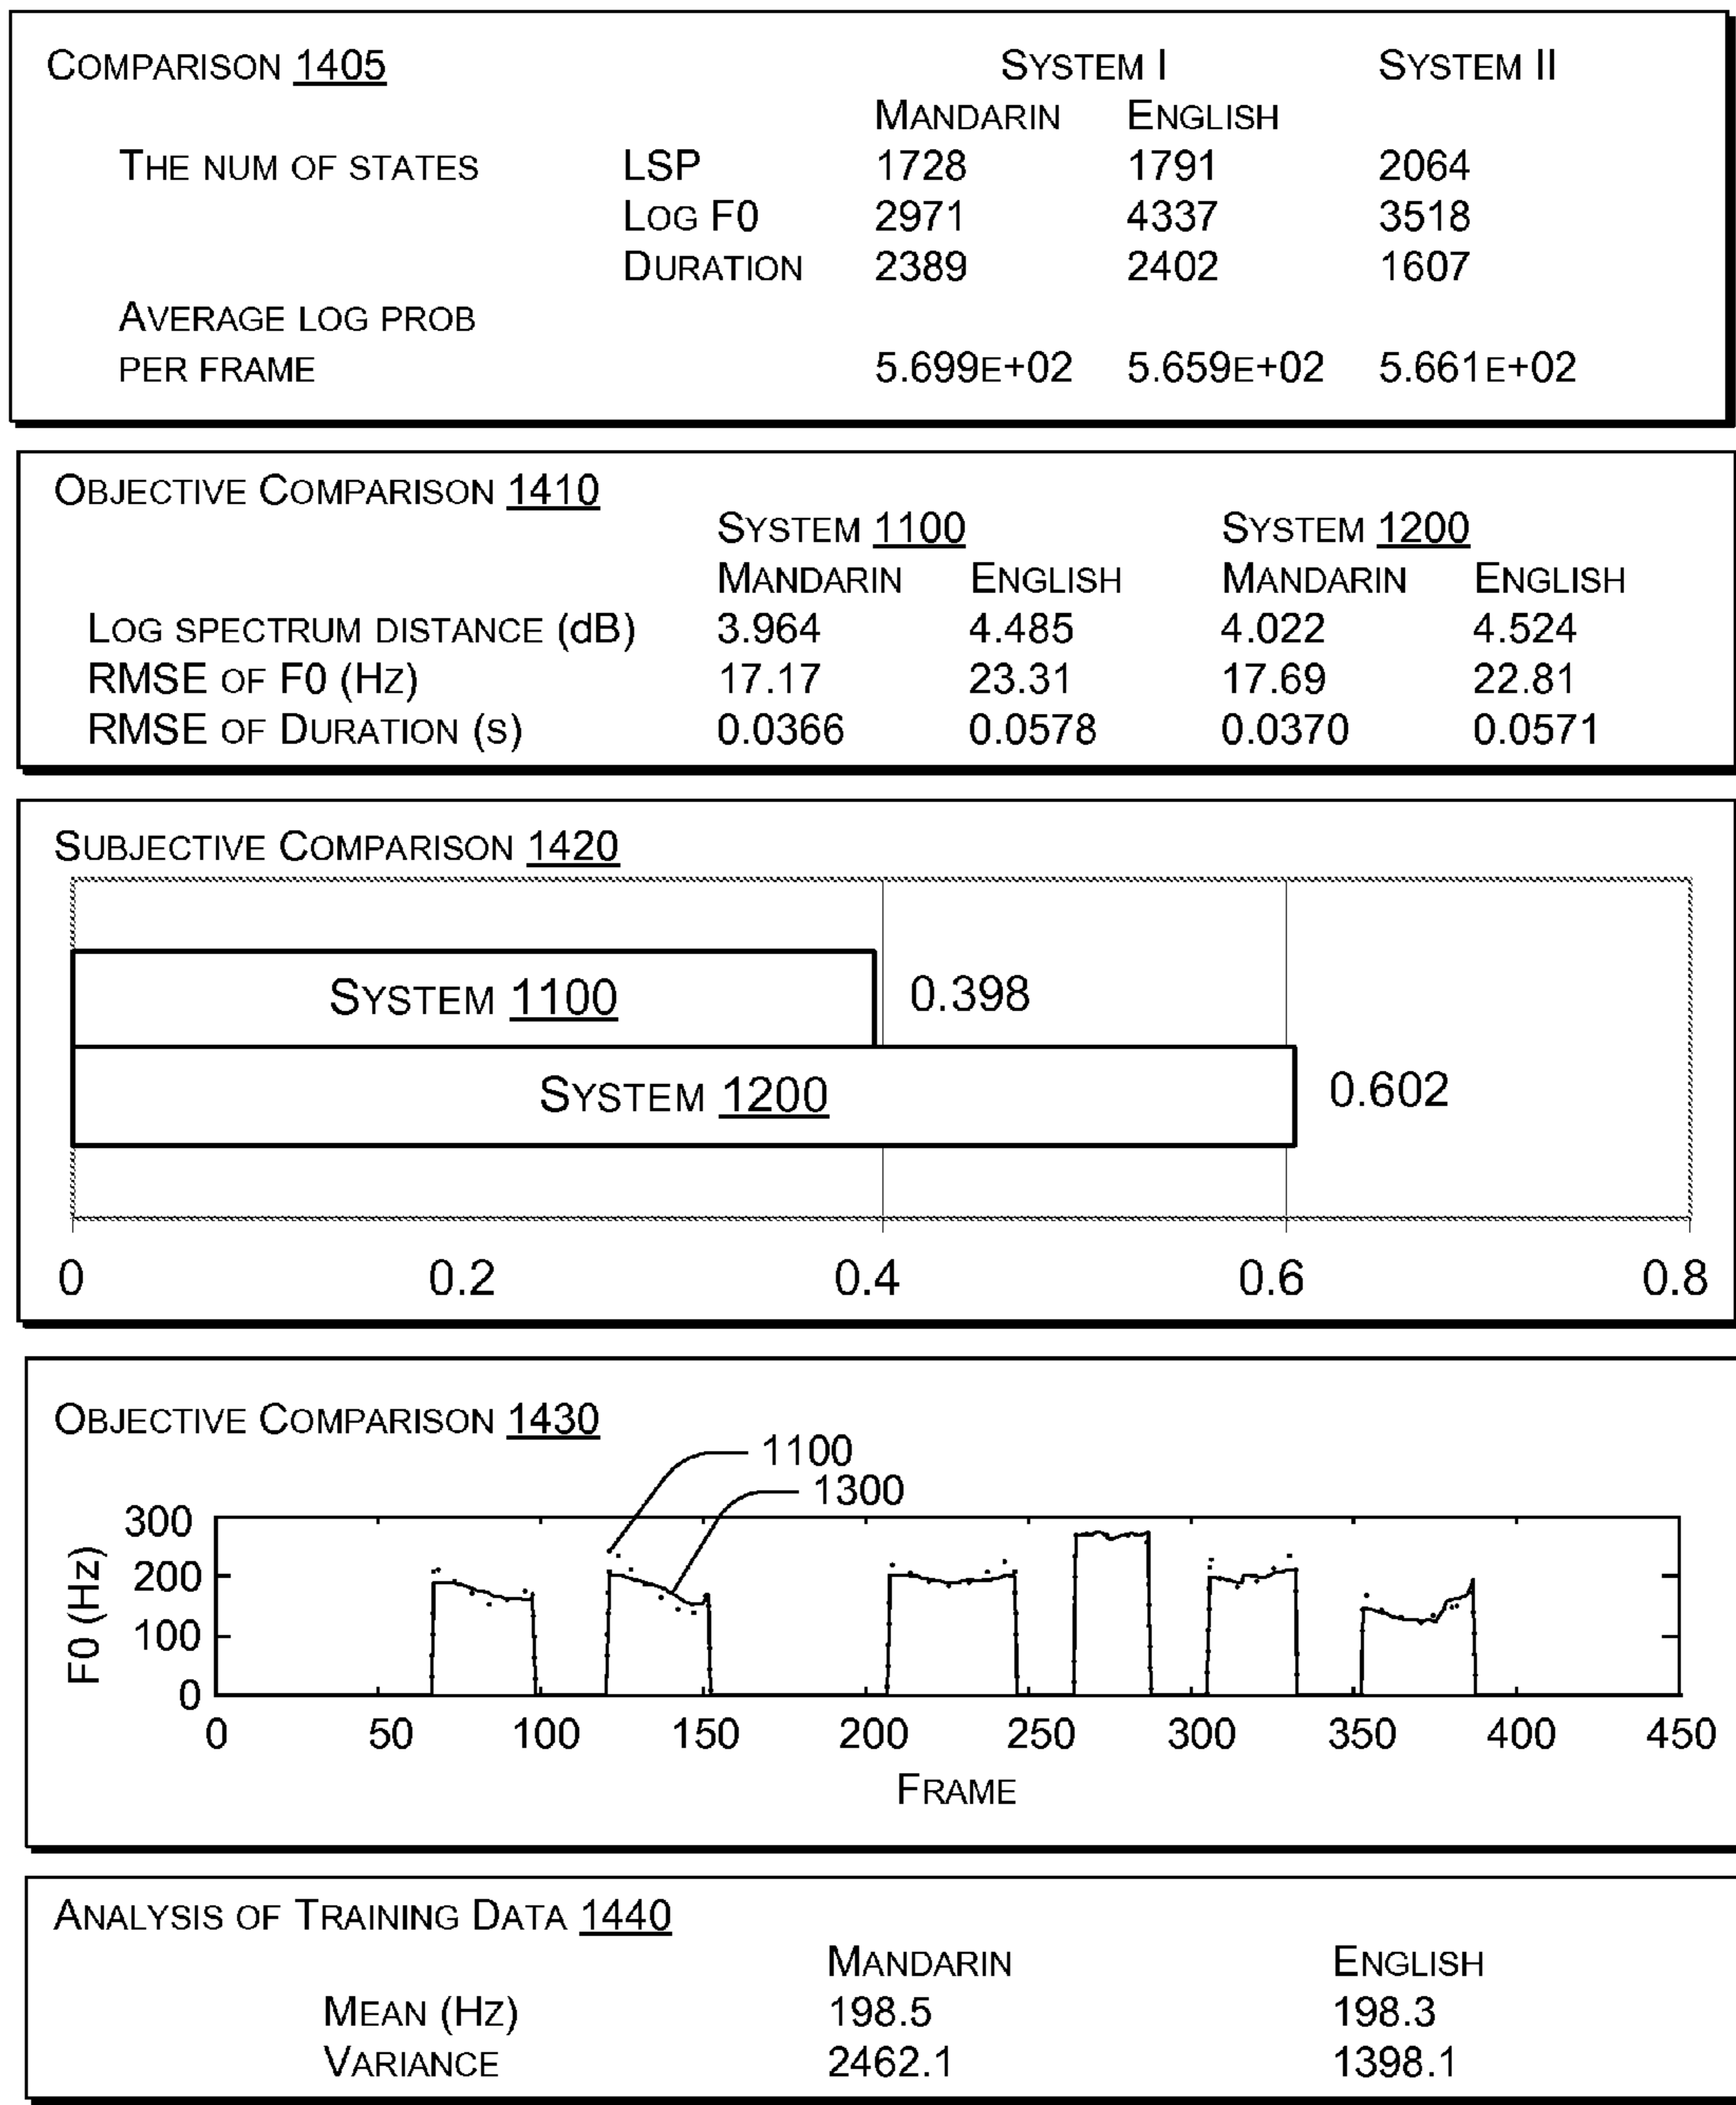 COMPARISON 1405 SYSTEM I SYSTEM II
MANDARIN ENGLISH
THE NUM OF STATES LSP 1728 1791 2064
LOG F0 2971 4337 3518
DURATION 2389 2402 1607
AVERAGE LOG PROB
PER FRAME 5.699E+02 5.659E+02 5.661E+02
OBJECTIVE COMPARISON 1410
SYSTEM 1100 SYSTEM 1200
MANDARIN ENGLISH MANDARIN ENGLISH
LOG SPECTRUM DISTANCE (dB) 3.964 4.485 4.022 4.524
RMSE OF F0 (HZ) 17.17 23.31 17.69 22.81
RMSE OF DURATION (S) 0.0366 0.0578 0.0370 0.0571
SUBJECTIVE COMPARISON 1420
SYSTEM 1100 0.398
SYSTEM 1200 0.602
0 0.2 0.4 0.6 0.8
OBJECTIVE COMPARISON 1430
1100
1300
300
200
100
0
F0 (HZ)
0 50 100 150 200 250 300 350 400 450
FRAME
ANALYSIS OF TRAINING DATA 1440
MANDARIN ENGLISH
MEAN (HZ) 198.5 198.3
VARIANCE 2462.1 1398.1